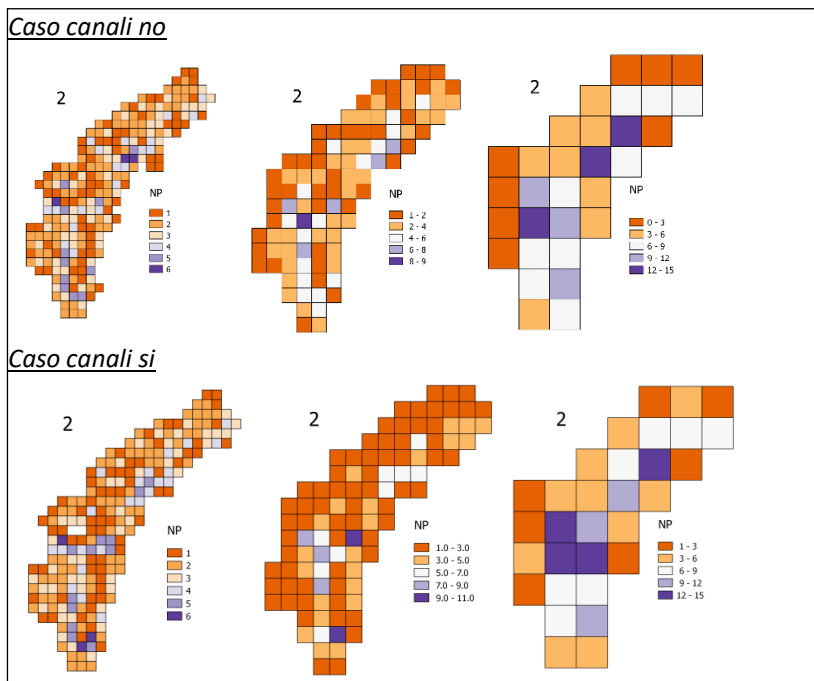 Caso canali no
2
NP
1
2
3
4
5
6
2
NP
1 - 2
2 - 4
4 - 6
6 - 8
8 - 9
2
NP
0 - 3
3 - 6
6 - 9
9 - 12
12 - 15
Caso canali si
2
NP
1
2
3
4
5
6
2
NP
1.0 - 3.0
3.0 - 5.0
5.0 - 7.0
7.0 - 9.0
9.0 - 11.0
2
NP
1 - 3
3 - 6
6 - 9
9 - 12
12 - 15